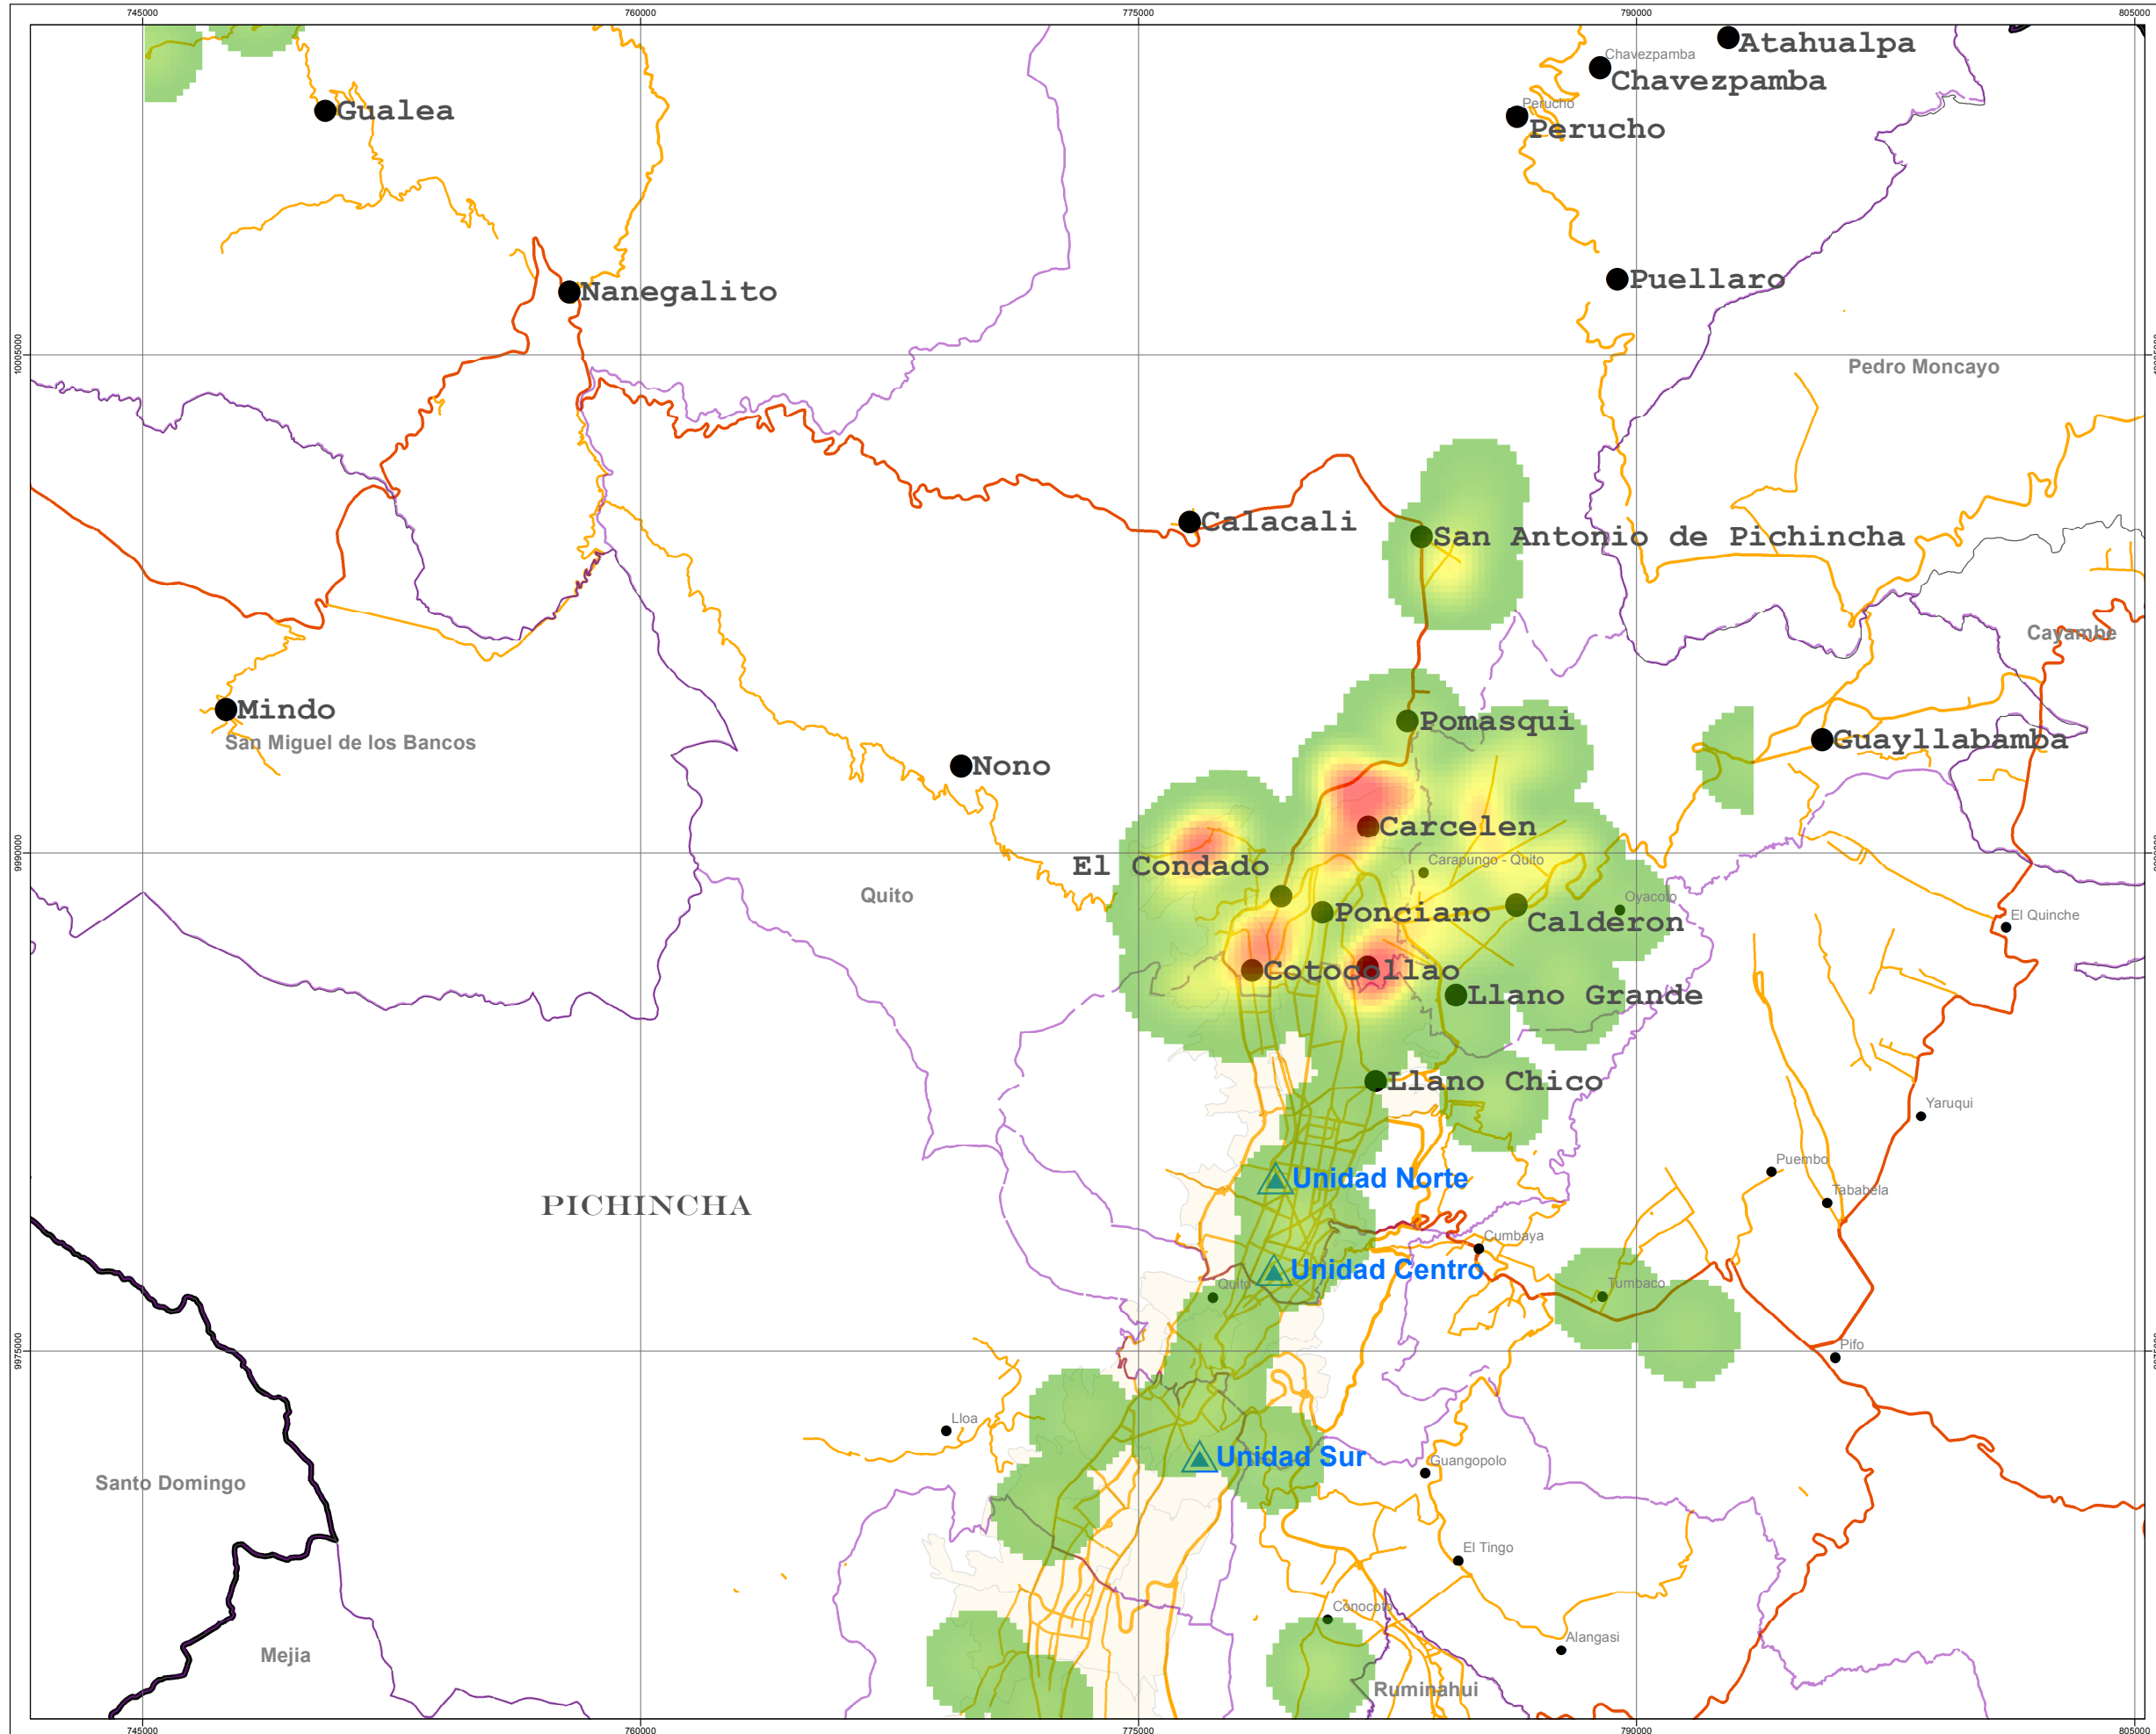 745000
760000
775000
790000
805000
Atahualpa
Chavezpamba
Chavezpamba
Gualea
Perucho
Perucho
Puellaro
Nanegalito
10005000
Pedro Moncayo
Calacali
San Antonio de Pichincha
Cayambe
Mindo
San Miguel de los Bancos
Pomasqui
Guayllabamba
Nono
Carcelen
El Condado
Carapungo - Quito
Quito
Oyacoto
Ponciano
Calderon
El Quinche
Cotocollao
Llano Grande
Llano Chico
Yaruqui
Puembo
Unidad Norte
Tababela
PICHINCHA
Cumbaya
Unidad Centro
Quito
Tumbaco
9975000
Pifo
Lloa
Unidad Sur
Guangopolo
Santo Domingo
El Tingo
Conocoto
Alangasi
Mejia
Ruminahui
745000
760000
775000
790000
805000